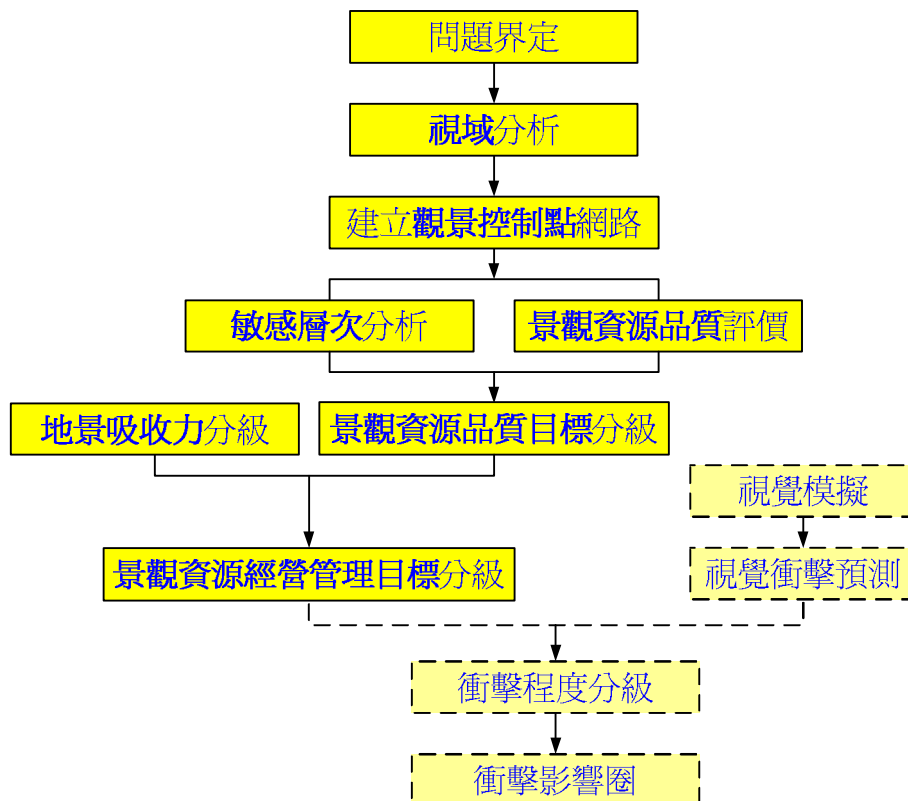 問題界定
視域分析
建立觀景控制點網路
敏感層次分析
景觀資源品質評價
地景吸收力分級
景觀資源品質目標分級
視覺模擬
景觀資源經營管理目標分級
視覺衝擊預測
衝擊程度分級
衝擊影響圈